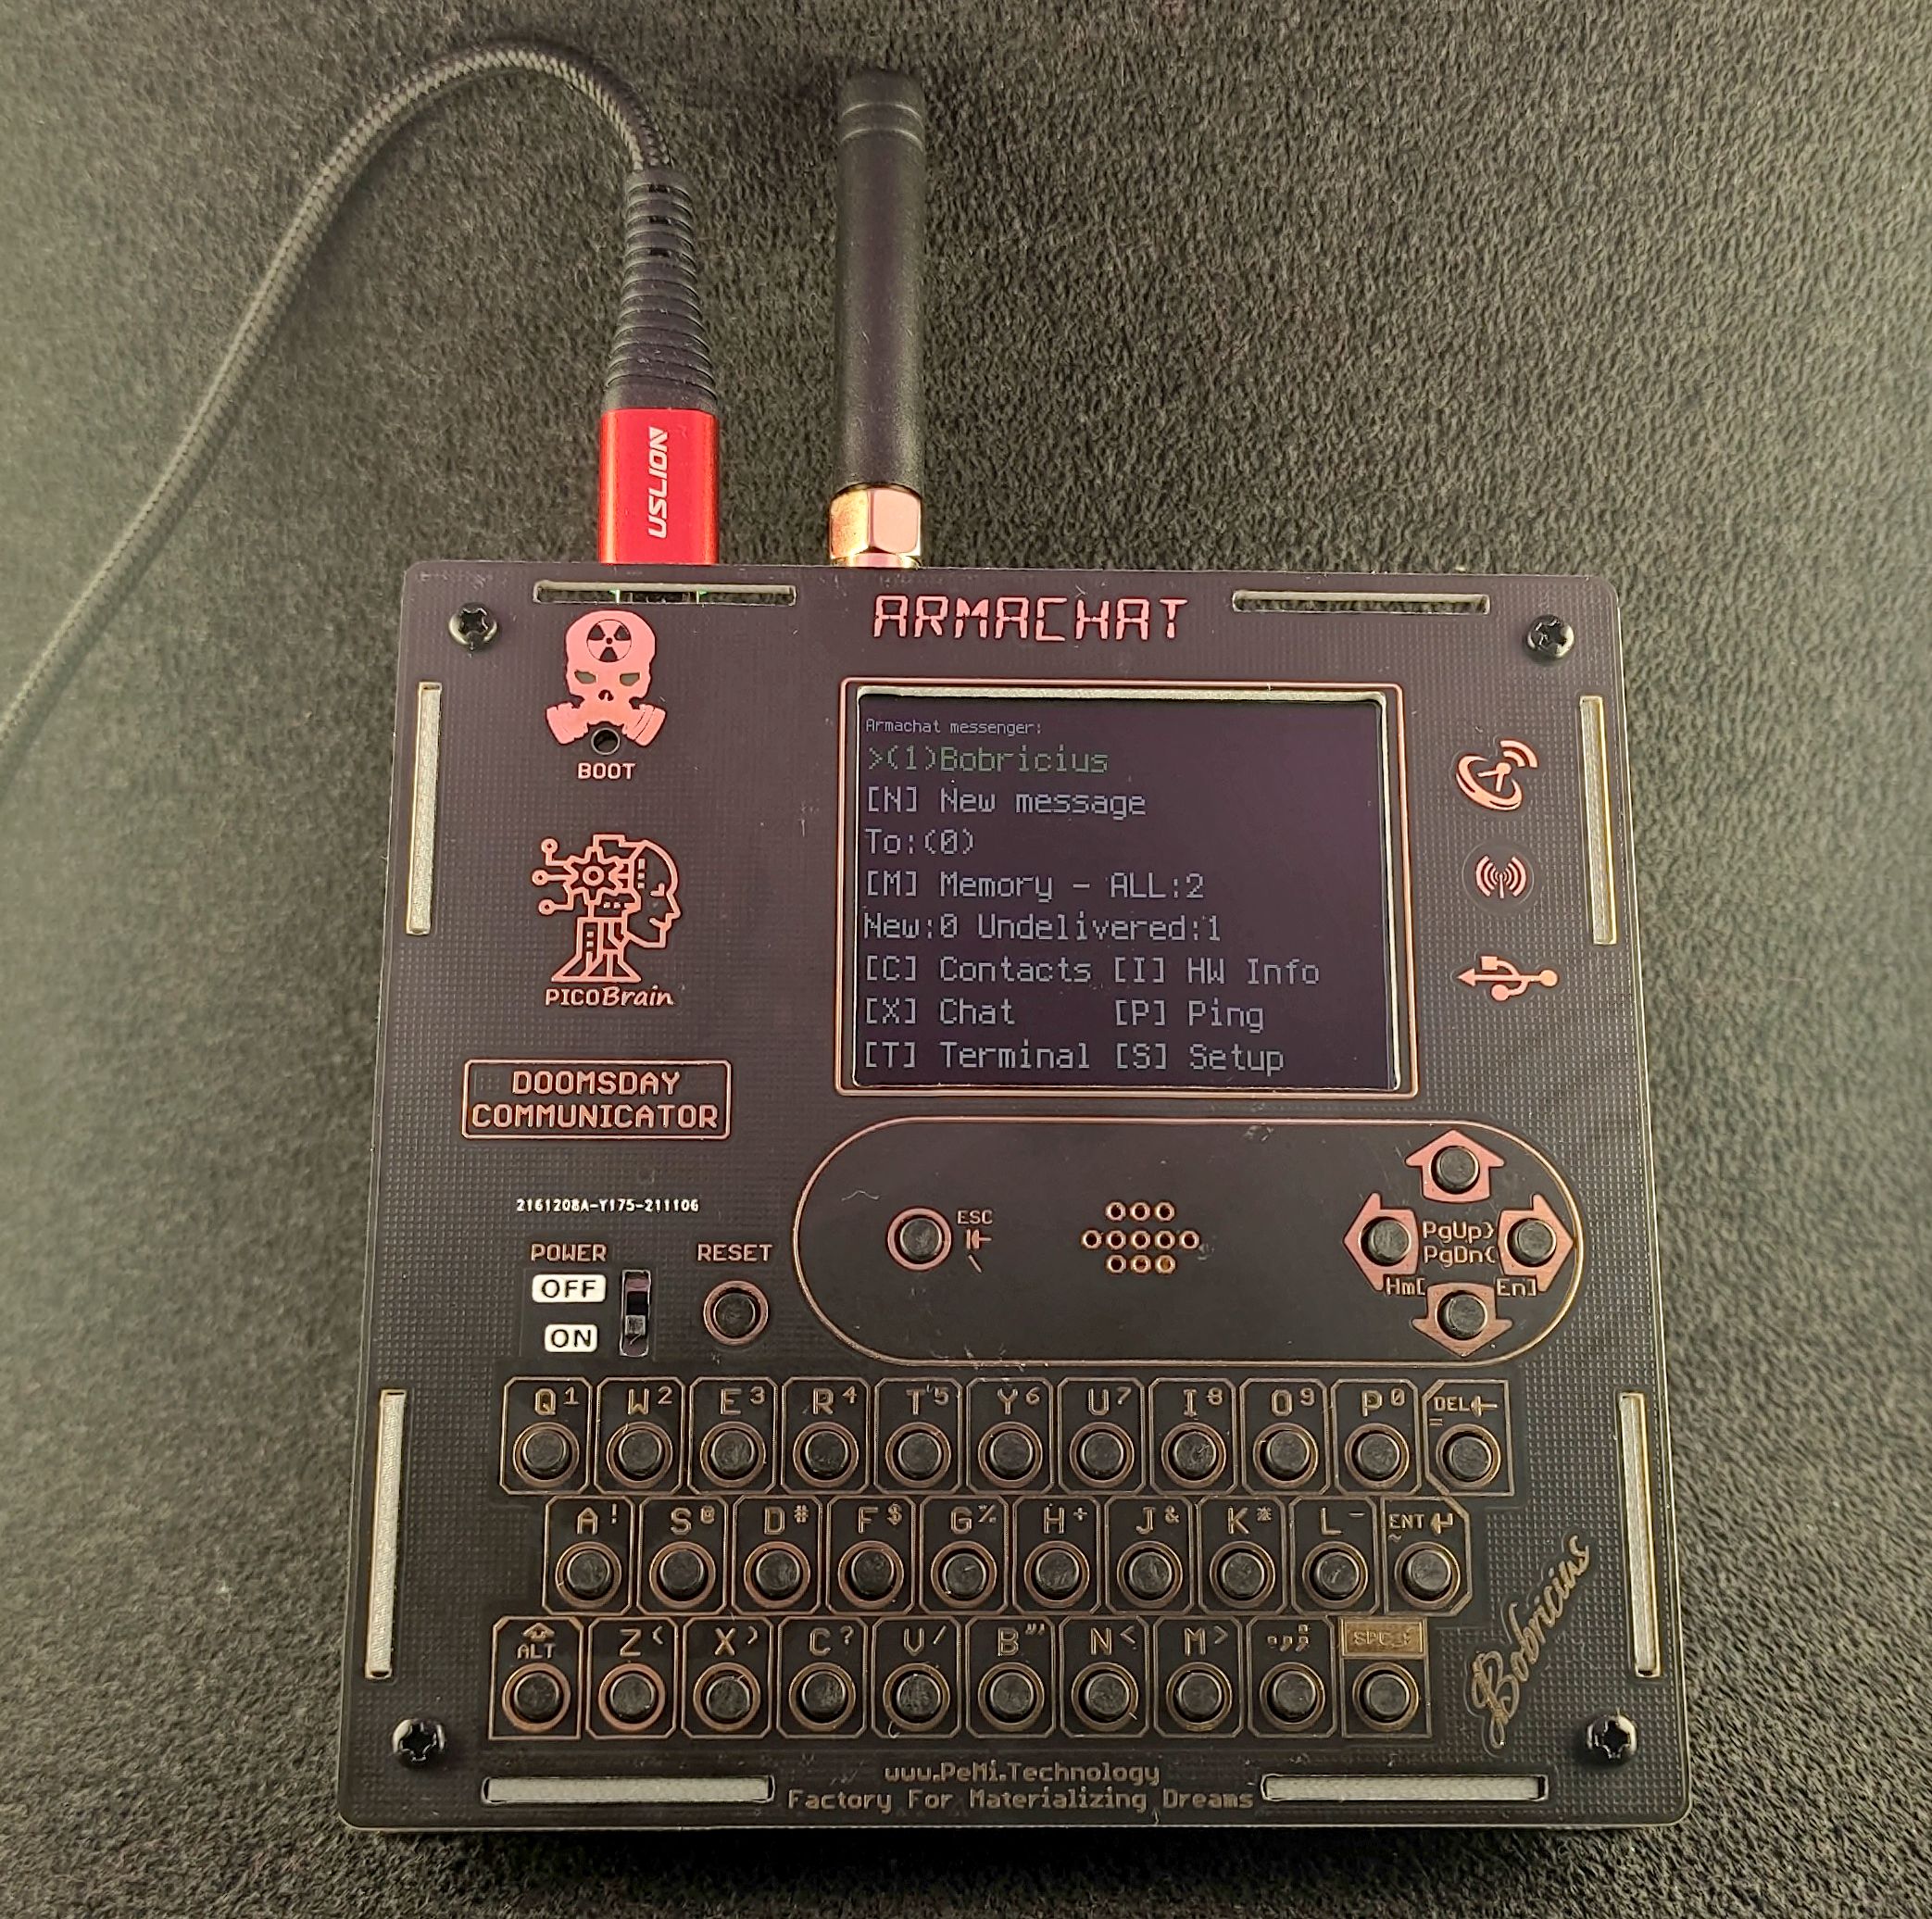 USLION
ARMACHAT
BOOT
Armachat messenger:
>(1)Bobricius
[N] New message
To:(0)
[M] Memory - ALL:2
New:0 Undelivered:1
[C] Contacts [I] HW Info
[X] Chat [P] Ping
[T] Terminal [S] Setup
PICOBrain
DOOMSDAY
COMMUNICATOR
2161208A-Y175-211106
POWER
OFF
ON
RESET
ESC
\
PgUp}
PgDn{
Hm[ En]
Q1 W2 E3 R4 T5 Y6 U7 I8 O9 P0 DEL
=
A! S@ D# F$ G% H+ J& K* L- ENT
~
ALT Z( X) C? V/ B"' N< M> .,;:
Bobricius
www.PeMi.Technology
Factory For Materializing Dreams